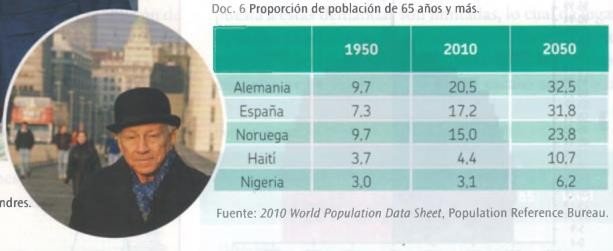 Doc. 6 Proporción de población de 65 años y más.
1950 2010 2050
Alemania 9,7 20,5 32,5
España 7,3 17,2 31,8
Noruega 9,7 15,0 23,8
Haití 3,7 4,4 10,7
Nigeria 3,0 3,1 6,2
ndres.
Fuente: 2010 World Population Data Sheet, Population Reference Bureau.